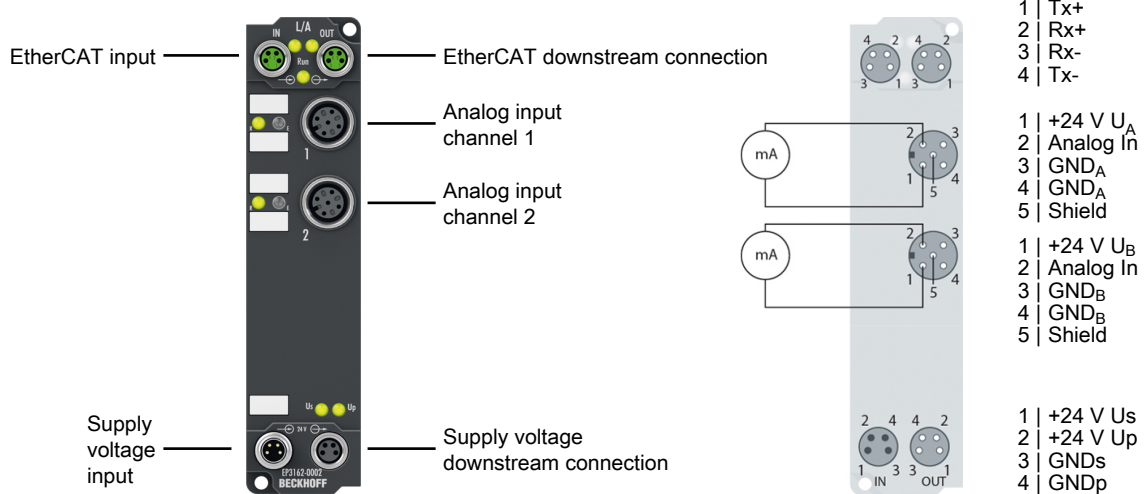 L/A
IN
OUT
Run
EtherCAT input
EtherCAT downstream connection
Analog input
channel 1
R
E
1
Analog input
channel 2
R
E
2
Us
Up
24 V
Supply
voltage
input
Supply voltage
downstream connection
EP3162-0002
BECKHOFF
4 2 4 2
3 1 3 1
mA
2 3
1 4
5
mA
2 3
1 4
5
2 4 4 2
1 3 3 1
IN OUT
1 | Tx+
2 | Rx+
3 | Rx-
4 | Tx-
1 | +24 V UA
2 | Analog In
3 | GNDA
4 | GNDA
5 | Shield
1 | +24 V UB
2 | Analog In
3 | GNDB
4 | GNDB
5 | Shield
1 | +24 V Us
2 | +24 V Up
3 | GNDs
4 | GNDp